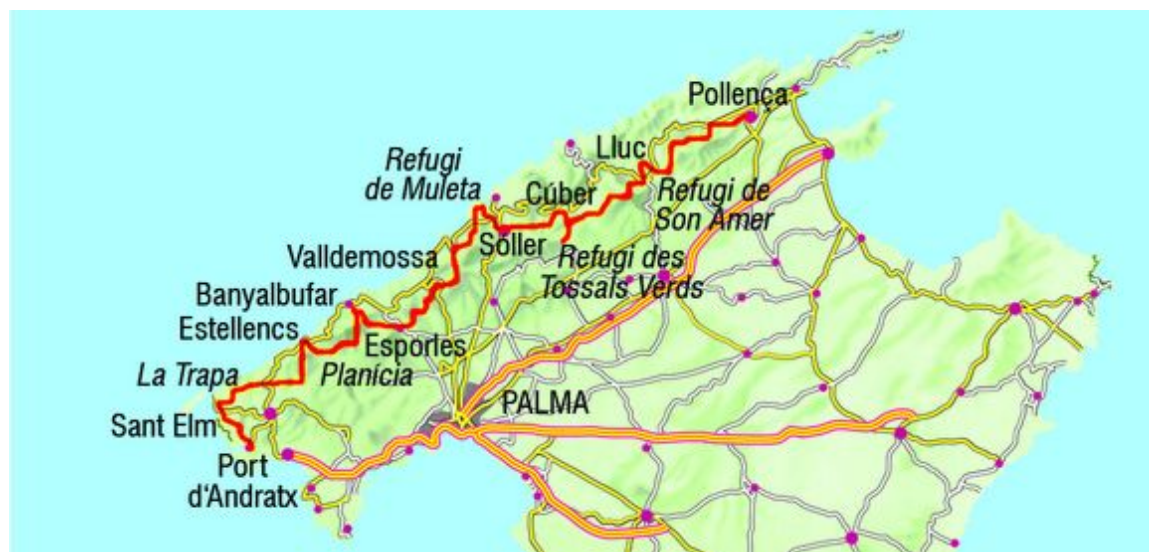 Pollença
Lluc
Refugi
de Muleta
Cúber
Refugi de
Son Amer
Sóller
Valldemossa
Refugi des
Tossals Verds
Banyalbufar
Estellencs
Esporles
La Trapa
Planícia
PALMA
Sant Elm
Port
d'Andratx